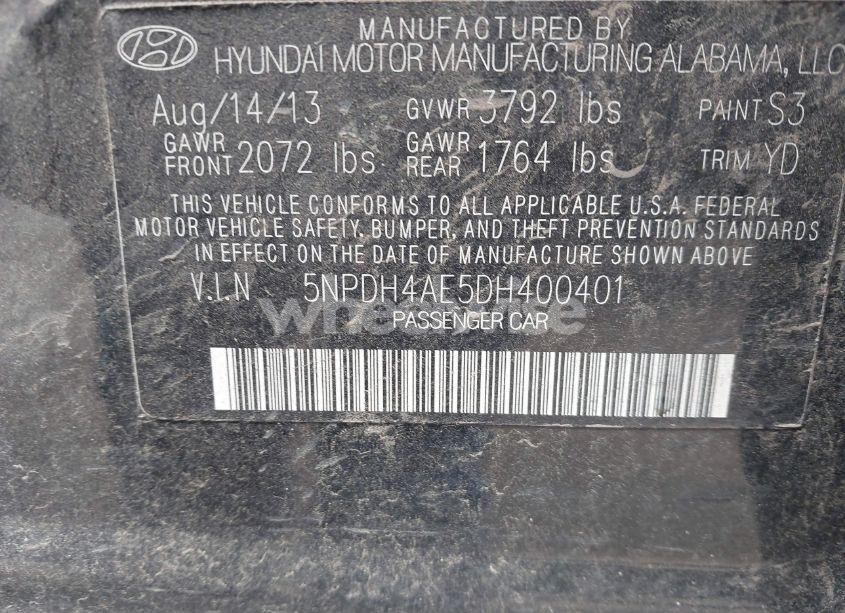 MANUFACTURED BY
HYUNDAI MOTOR MANUFACTURING ALABAMA, LLC
Aug/14/13 GVWR 3792 lbs PAINT S3
GAWR FRONT 2072 lbs GAWR REAR 1764 lbs TRIM YD
THIS VEHICLE CONFORMS TO ALL APPLICABLE U.S.A. FEDERAL
MOTOR VEHICLE SAFETY, BUMPER, AND THEFT PREVENTION STANDARDS
IN EFFECT ON THE DATE OF MANUFACTURE SHOWN ABOVE
V.I.N 5NPDH4AE5DH400401
PASSENGER CAR